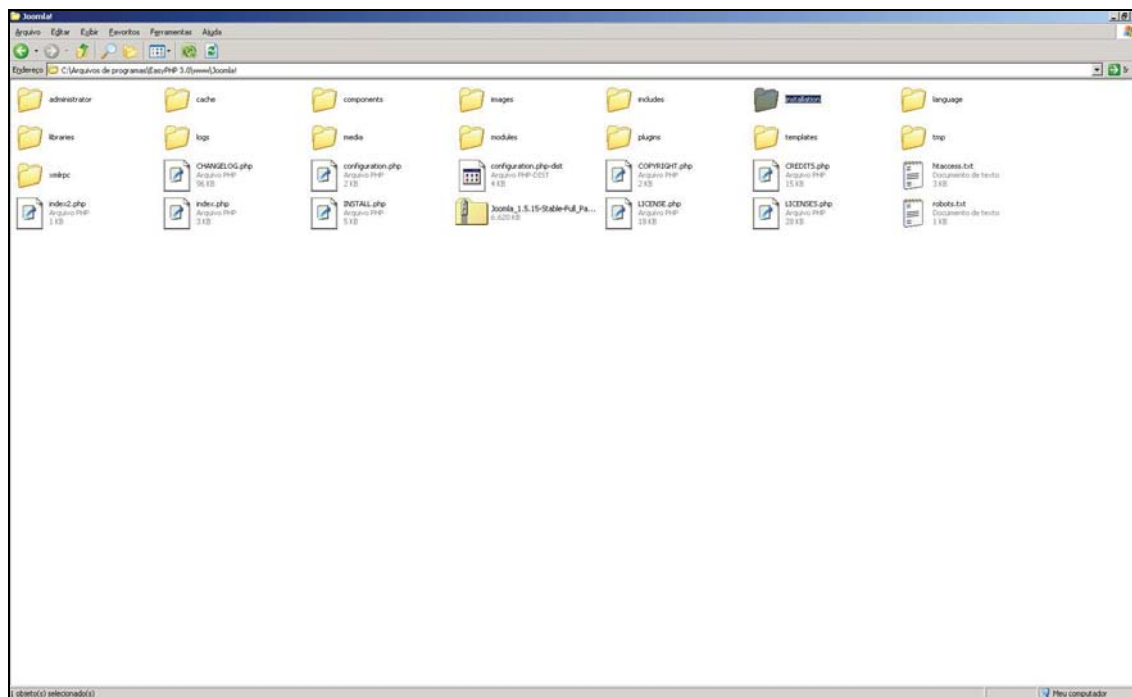 Joomla!
Arquivo Editar Exibir Favoritos Ferramentas Ajuda
Endereço C:\Arquivos de programas\EasyPHP 3.0\www\Joomla! Ir
administrator cache components images includes installation language
libraries logs media modules plugins templates tmp
xmlrpc CHANGELOG.php configuration.php configuration.php-dist COPYRIGHT.php CREDITS.php htaccess.txt
Arquivo PHP Arquivo PHP Arquivo PHP-DIST Arquivo PHP Arquivo PHP Documento de texto
96 KB 2 KB 4 KB 2 KB 15 KB 3 KB
index2.php index.php INSTALL.php Joomla_1.5.15-Stable-Full_Pa... LICENSE.php LICENSES.php robots.txt
Arquivo PHP Arquivo PHP Arquivo PHP 6.620 KB Arquivo PHP Arquivo PHP Documento de texto
1 KB 3 KB 5 KB 18 KB 28 KB 1 KB
objeto(s) selecionado(s) Meu computador